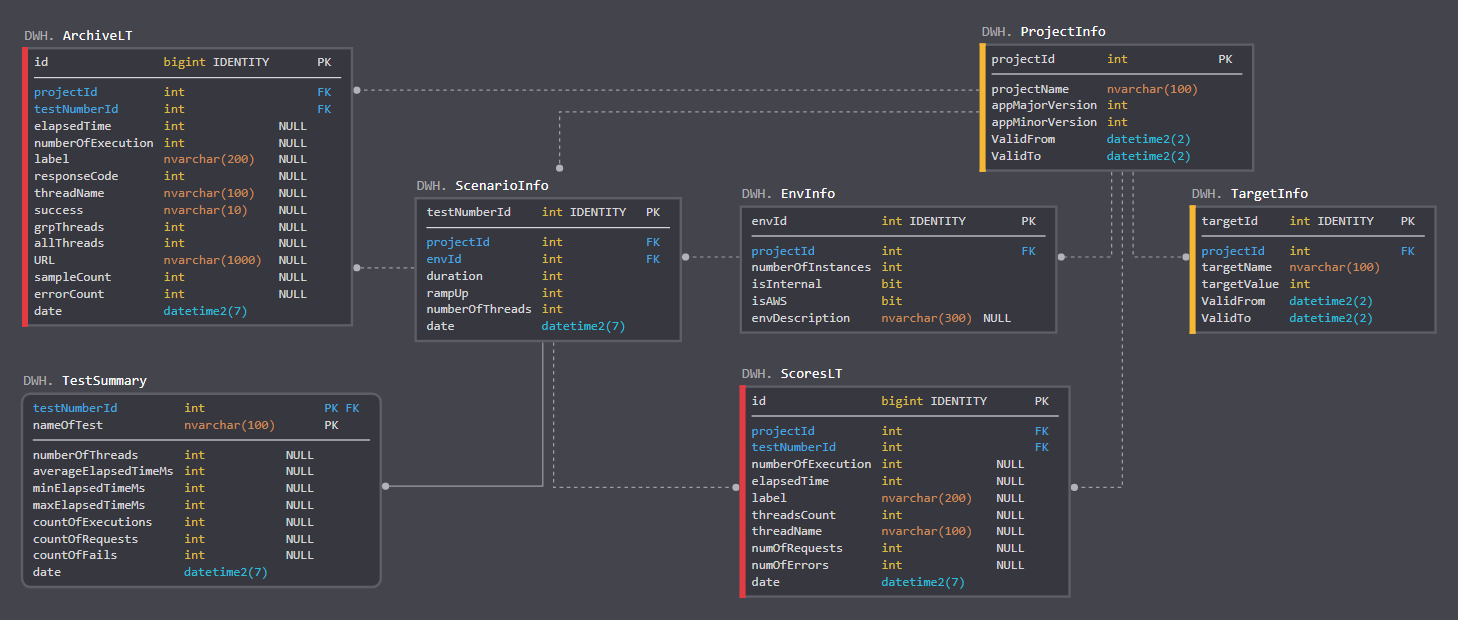 DWH. ArchiveLT
id bigint IDENTITY PK
projectId int FK
testNumberId int FK
elapsedTime int NULL
numberOfExecution int NULL
label nvarchar(200) NULL
responseCode int NULL
threadName nvarchar(100) NULL
success nvarchar(10) NULL
grpThreads int NULL
allThreads int NULL
URL nvarchar(1000) NULL
sampleCount int NULL
errorCount int NULL
date datetime2(7)
DWH. ProjectInfo
projectId int PK
projectName nvarchar(100)
appMajorVersion int
appMinorVersion int
ValidFrom datetime2(2)
ValidTo datetime2(2)
DWH. ScenarioInfo
testNumberId int IDENTITY PK
projectId int FK
envId int FK
duration int
rampUp int
numberOfThreads int
date datetime2(7)
DWH. EnvInfo
envId int IDENTITY PK
projectId int FK
numberOfInstances int
isInternal bit
isAWS bit
envDescription nvarchar(300) NULL
DWH. TargetInfo
targetId int IDENTITY PK
projectId int FK
targetName nvarchar(100)
targetValue int
ValidFrom datetime2(2)
ValidTo datetime2(2)
DWH. TestSummary
testNumberId int PK FK
nameOfTest nvarchar(100) PK
numberOfThreads int NULL
averageElapsedTimeMs int NULL
minElapsedTimeMs int NULL
maxElapsedTimeMs int NULL
countOfExecutions int NULL
countOfRequests int NULL
countOfFails int NULL
date datetime2(7)
DWH. ScoresLT
id bigint IDENTITY PK
projectId int FK
testNumberId int FK
numberOfExecution int NULL
elapsedTime int NULL
label nvarchar(200) NULL
threadsCount int NULL
threadName nvarchar(100) NULL
numOfRequests int NULL
numOfErrors int NULL
date datetime2(7)